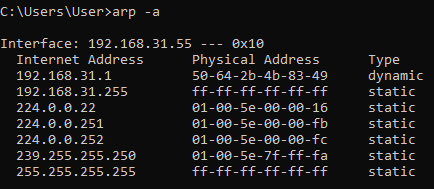 C:\Users\User>arp -a
Interface: 192.168.31.55 --- 0x10
Internet Address Physical Address Type
192.168.31.1 50-64-2b-4b-83-49 dynamic
192.168.31.255 ff-ff-ff-ff-ff-ff static
224.0.0.22 01-00-5e-00-00-16 static
224.0.0.251 01-00-5e-00-00-fb static
224.0.0.252 01-00-5e-00-00-fc static
239.255.255.250 01-00-5e-7f-ff-fa static
255.255.255.255 ff-ff-ff-ff-ff-ff static